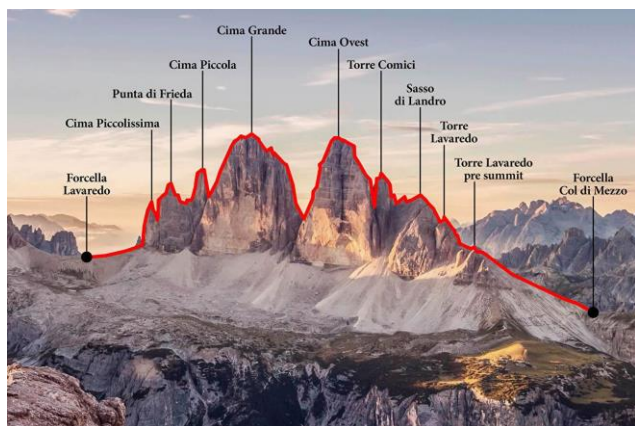 Cima Grande
Cima Ovest
Cima Piccola
Torre Comici
Punta di Frieda
Sasso
di Landro
Cima Piccolissima
Torre
Lavaredo
Forcella
Lavaredo
Torre Lavaredo
pre summit
Forcella
Col di Mezzo